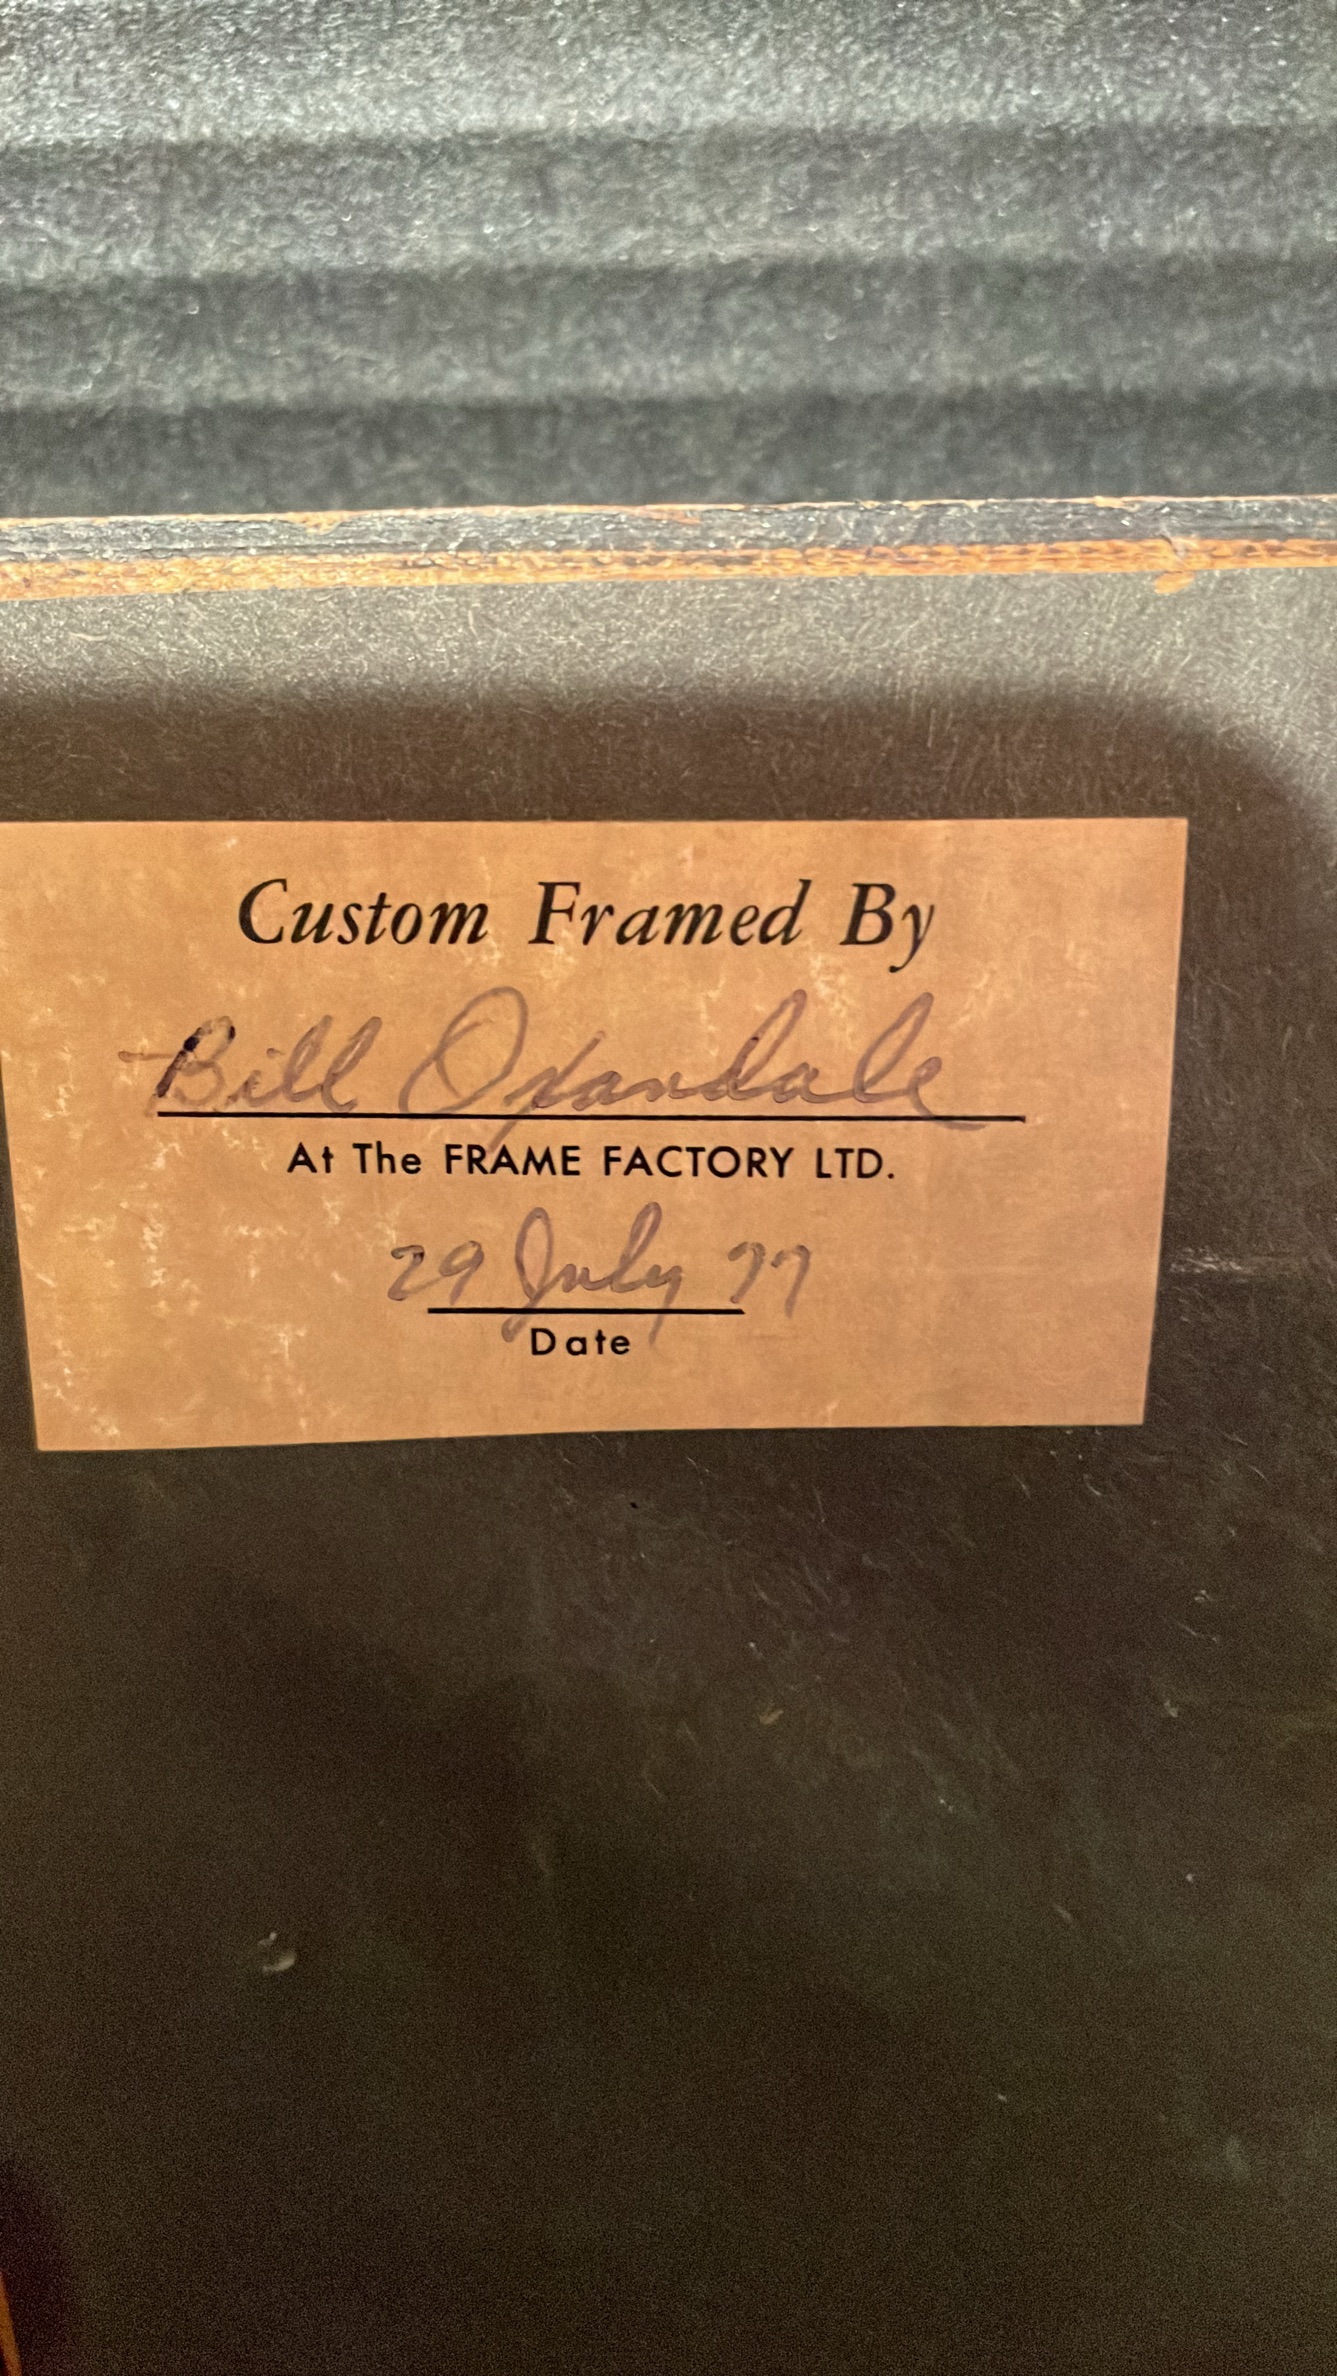 Custom Framed By
Bill
At The FRAME FACTORY LTD.
29 July 77
Date